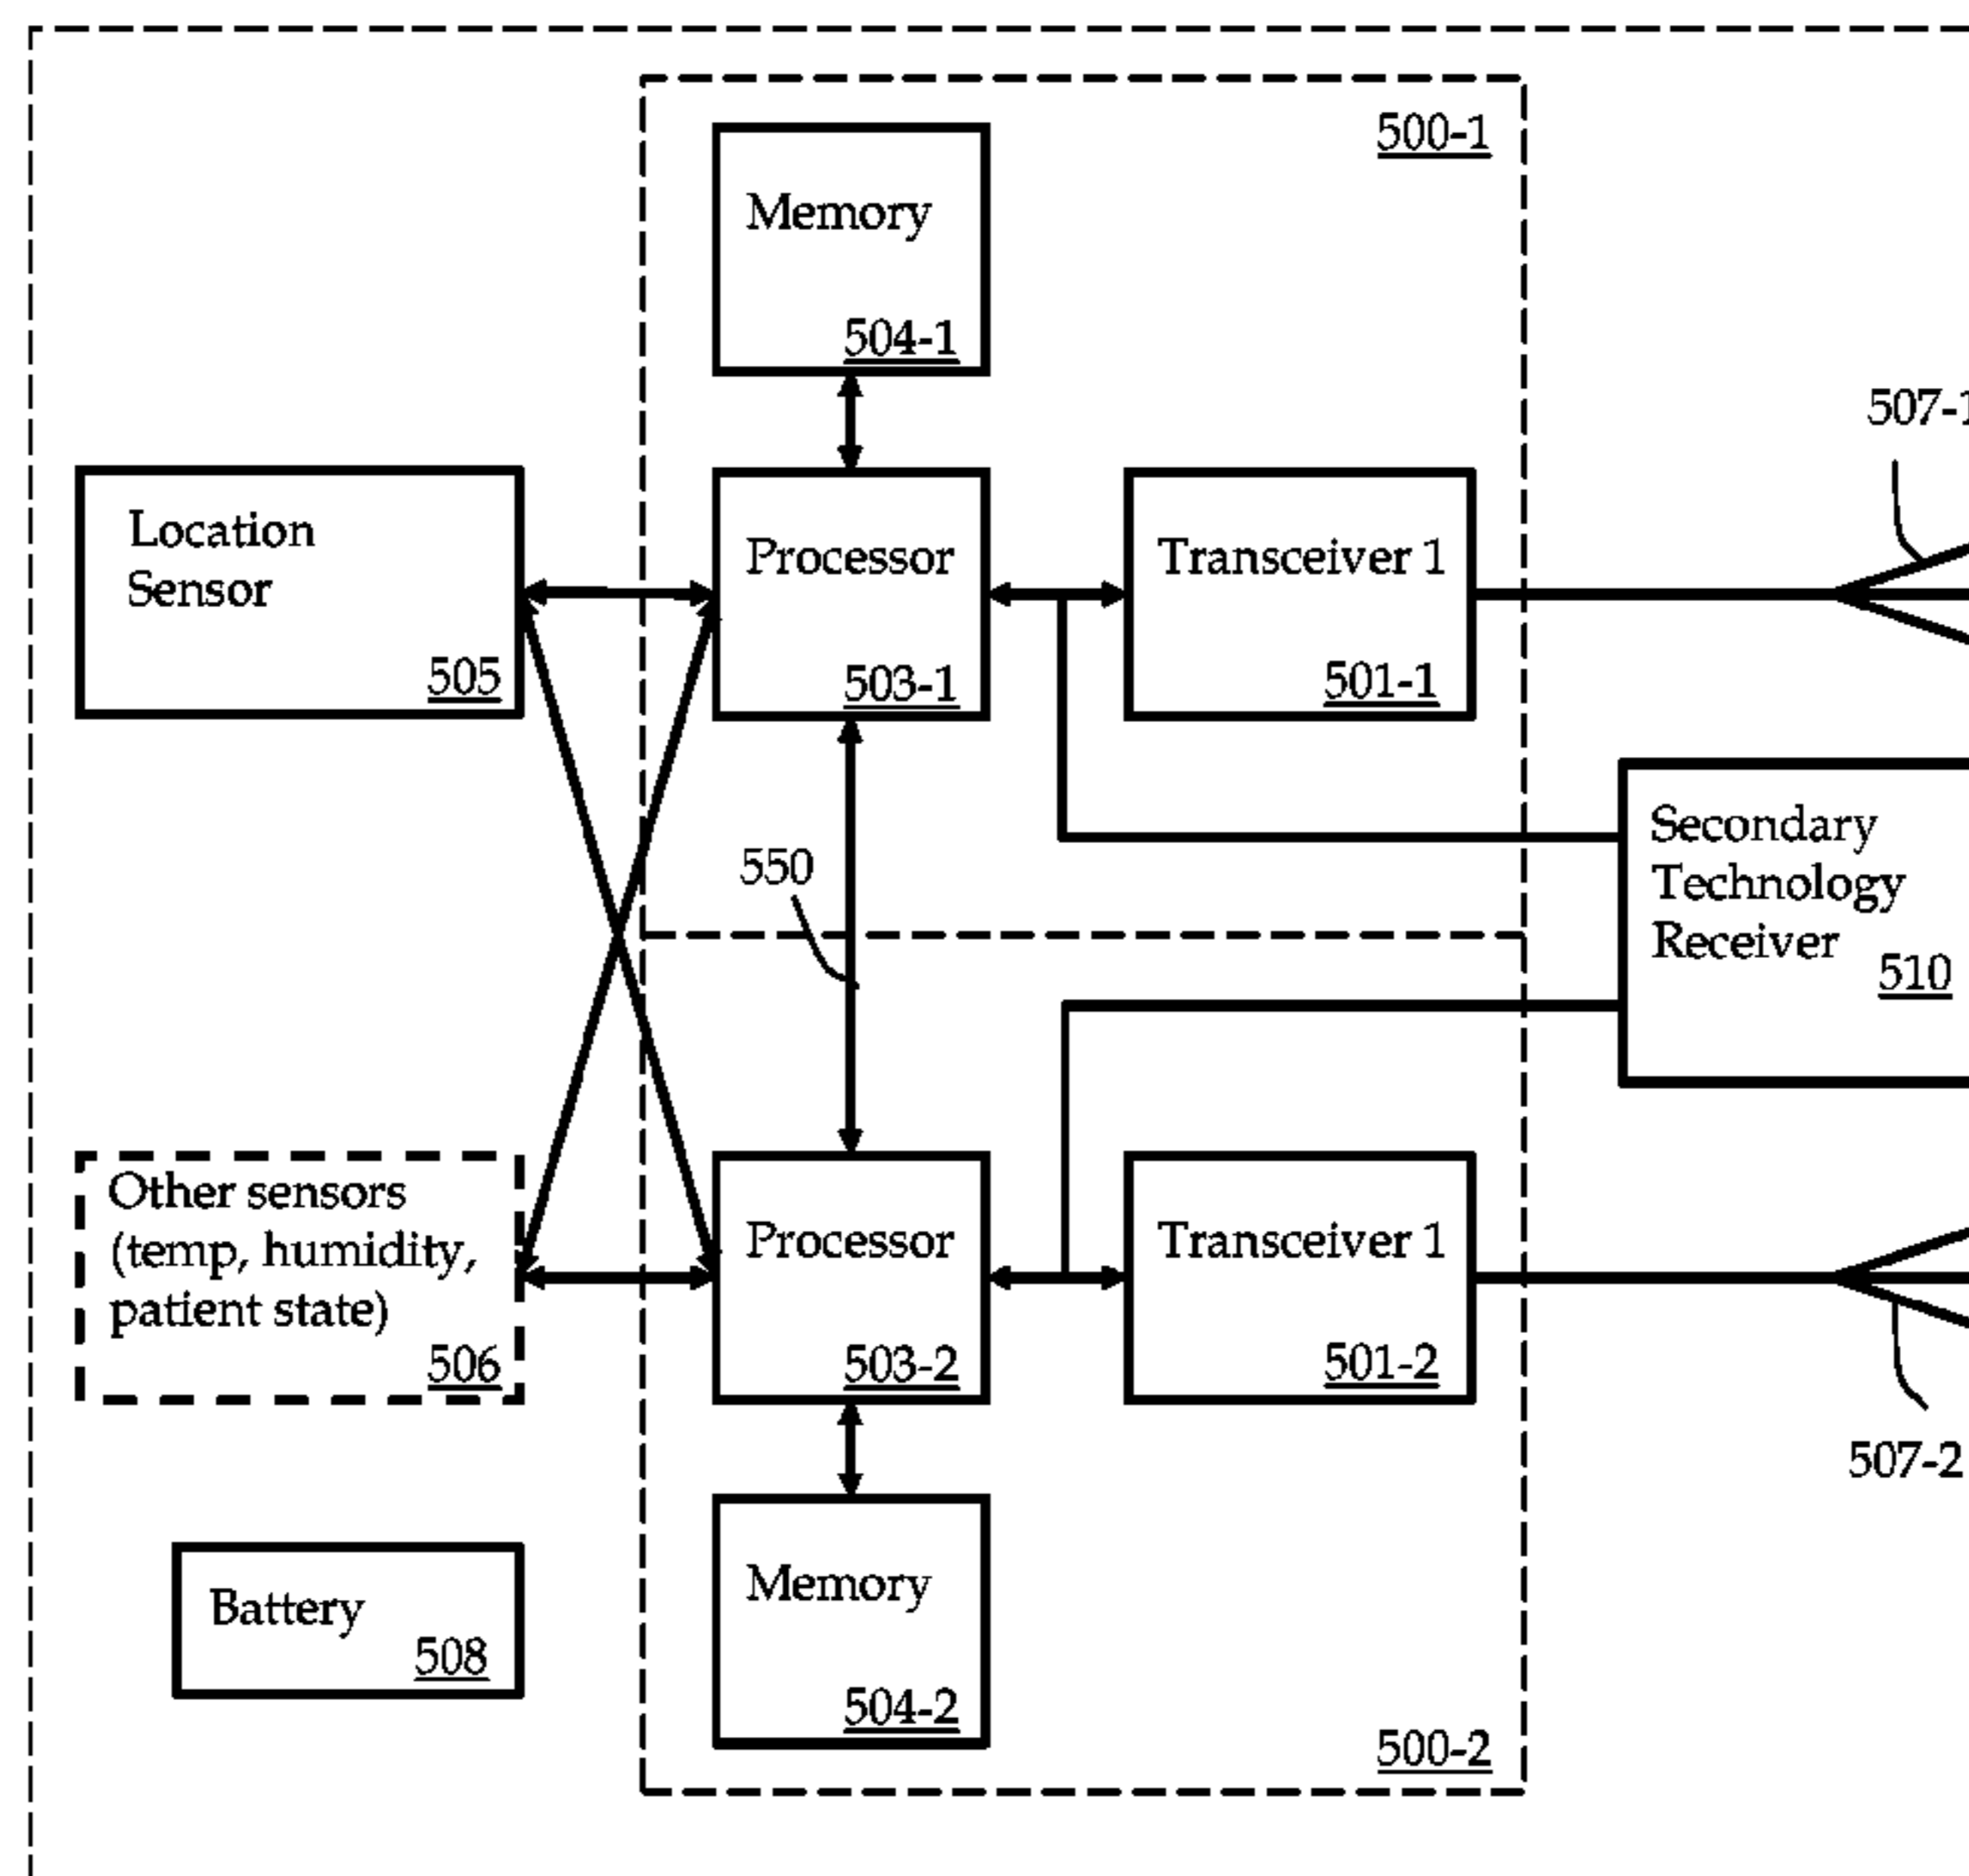 500-1
Memory
504-1
507-1
Location
Sensor
505
Processor
503-1
Transceiver 1
501-1
550
Secondary
Technology
Receiver
510
Other sensors
(temp, humidity,
patient state)
506
Processor
503-2
Transceiver 1
501-2
507-2
Battery
508
Memory
504-2
500-2